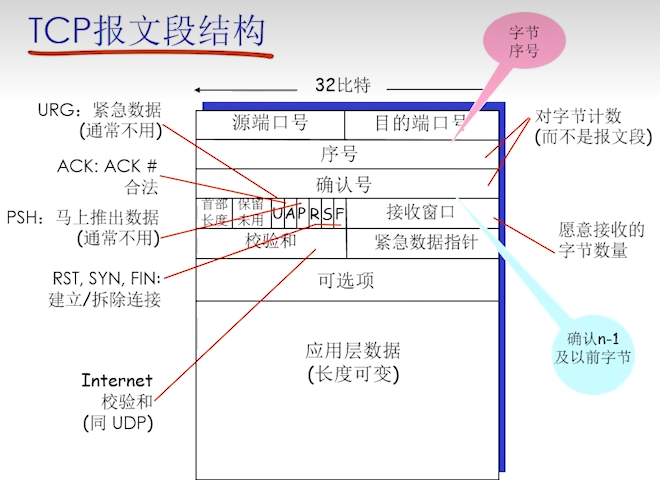 TCP报文段结构
字节
序号
32比特
URG：紧急数据
(通常不用)
源端口号
目的端口号
对字节计数
(而不是报文段)
序号
ACK: ACK #
合法
确认号
首部
长度
保留
未用
U A P R S F
接收窗口
PSH：马上推出数据
(通常不用)
愿意接收的
字节数量
校验和
紧急数据指针
RST, SYN, FIN:
建立/拆除连接
可选项
确认n-1
及以前字节
应用层数据
(长度可变)
Internet
校验和
(同 UDP)